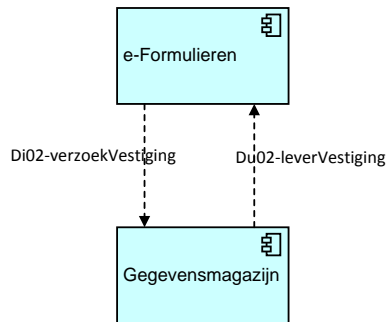 e-Formulieren
Di02-verzoekVestiging
Du02-leverVestiging
Gegevensmagazijn